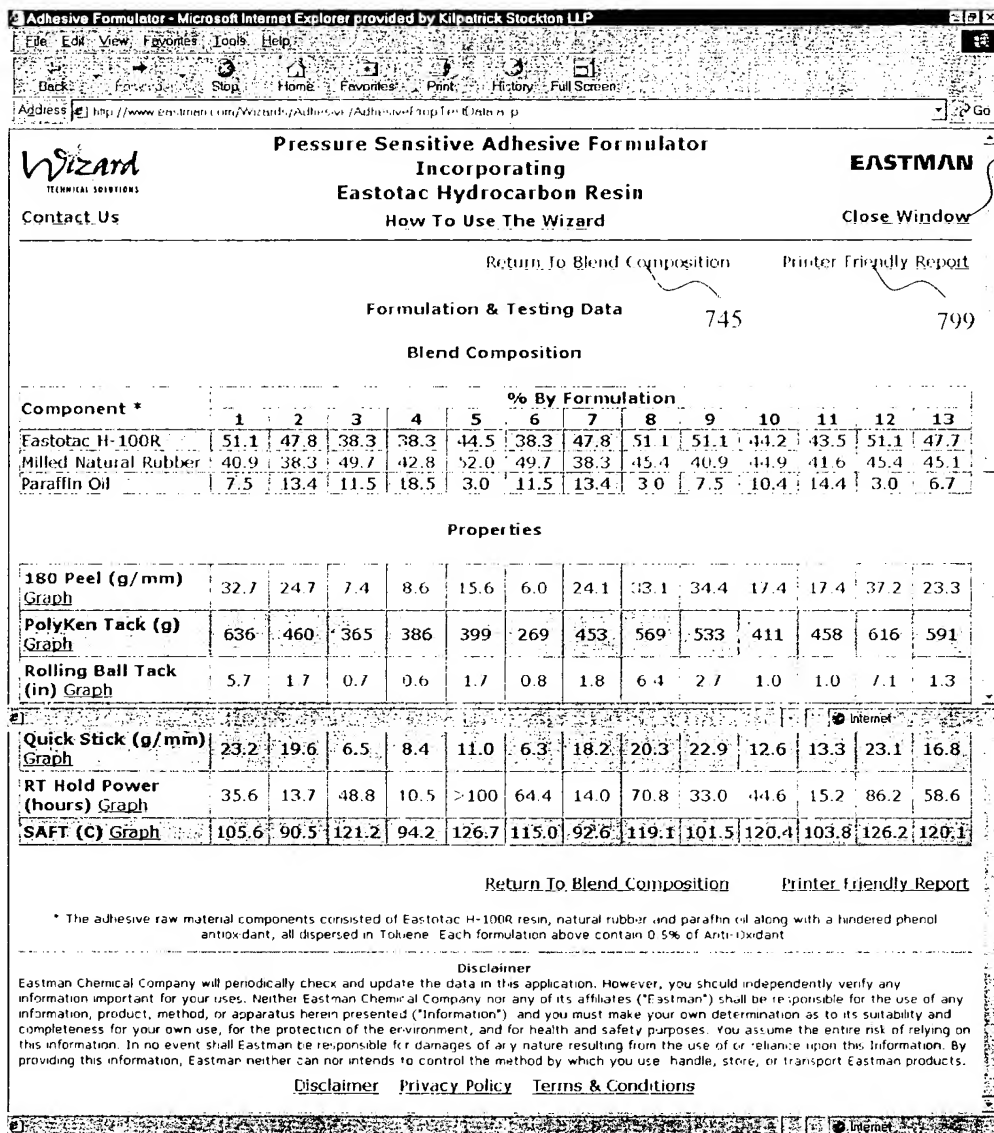 Adhesive Formulator - Microsoft Internet Explorer provided by Kilpatrick Stockton LLP
File Edit View Favorites Tools Help
Back Stop Home Favorites Print History Full Screen
Address Go
Wizard
TECHNICAL SOLUTIONS
Pressure Sensitive Adhesive Formulator
Incorporating
Eastotac Hydrocarbon Resin
EASTMAN
Contact Us How To Use The Wizard Close Window
Return To Blend Composition Printer Friendly Report
745 799
Formulation & Testing Data
Blend Composition
Component * % By Formulation
1 2 3 4 5 6 7 8 9 10 11 12 13
Eastotac H-100R 51.1 47.8 38.3 38.3 44.5 38.3 47.8 51.1 51.1 44.2 43.5 51.1 47.7
Milled Natural Rubber 40.9 38.3 49.7 42.8 52.0 49.7 38.3 45.4 40.9 44.9 41.6 45.4 45.1
Paraffin Oil 7.5 13.4 11.5 18.5 3.0 11.5 13.4 3.0 7.5 10.4 14.4 3.0 6.7
Properties
180 Peel (g/mm) Graph 32.7 24.7 7.4 8.6 15.6 6.0 24.1 33.1 34.4 17.4 17.4 37.2 23.3
PolyKen Tack (g) Graph 636 460 365 386 399 269 453 569 533 411 458 616 591
Rolling Ball Tack (in) Graph 5.7 1.7 0.7 0.6 1.7 0.8 1.8 6.4 2.7 1.0 1.0 7.1 1.3
Internet
Quick Stick (g/mm) Graph 23.2 19.6 6.5 8.4 11.0 6.3 18.2 20.3 22.9 12.6 13.3 23.1 16.8
RT Hold Power (hours) Graph 35.6 13.7 48.8 10.5 >100 64.4 14.0 70.8 33.0 44.6 15.2 86.2 58.6
SAFT (C) Graph 105.6 90.5 121.2 94.2 126.7 115.0 92.6 119.1 101.5 120.4 103.8 126.2 120.1
Return To Blend Composition Printer Friendly Report
* The adhesive raw material components consisted of Eastotac H-100R resin, natural rubber and paraffin oil along with a hindered phenol
antioxidant, all dispersed in Toluene. Each formulation above contain 0.5% of Anti-Oxidant
Disclaimer
Eastman Chemical Company will periodically check and update the data in this application. However, you should independently verify any
information important for your uses. Neither Eastman Chemical Company nor any of its affiliates ("Eastman") shall be responsible for the use of any
information, product, method, or apparatus herein presented ("Information") and you must make your own determination as to its suitability and
completeness for your own use, for the protection of the environment, and for health and safety purposes. You assume the entire risk of relying on
this information. In no event shall Eastman be responsible for damages of any nature resulting from the use of or reliance upon this Information. By
providing this information, Eastman neither can nor intends to control the method by which you use handle, store, or transport Eastman products.
Disclaimer Privacy Policy Terms & Conditions
Internet